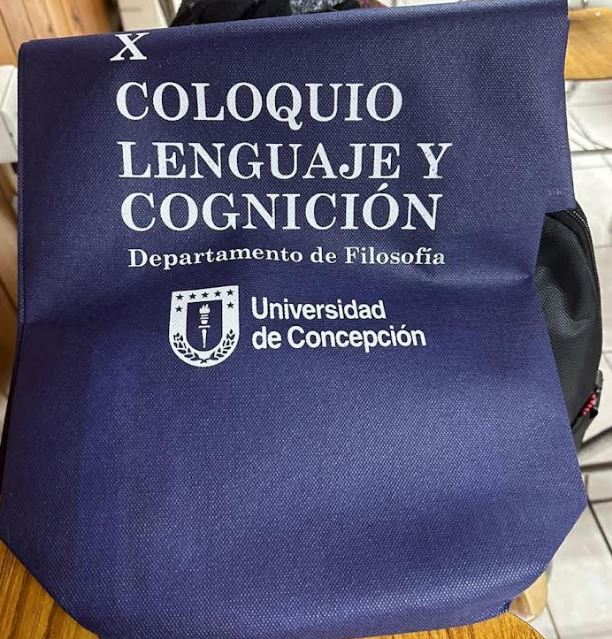 X
COLOQUIO
LENGUAJE Y
COGNICIÓN
Departamento de Filosofía
Universidad
de Concepción